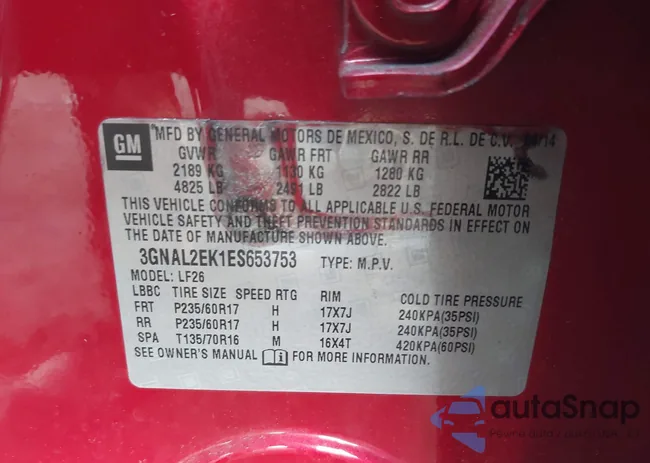 GM
MFD BY GENERAL MOTORS DE MEXICO, S. DE R.L. DE C.V. /14
GVWR GAWR FRT GAWR RR
2189 KG 1130 KG 1280 KG
4825 LB 2491 LB 2822 LB
THIS VEHICLE CONFORMS TO ALL APPLICABLE U.S. FEDERAL MOTOR
VEHICLE SAFETY AND THEFT PREVENTION STANDARDS IN EFFECT ON
THE DATE OF MANUFACTURE SHOWN ABOVE.
3GNAL2EK1ES653753 TYPE: M.P.V.
MODEL: LF26
LBBC TIRE SIZE SPEED RTG RIM COLD TIRE PRESSURE
FRT P235/60R17 H 17X7J 240KPA(35PSI)
RR P235/60R17 H 17X7J 240KPA(35PSI)
SPA T135/70R16 M 16X4T 420KPA(60PSI)
SEE OWNER'S MANUAL FOR MORE INFORMATION.
autoSnap